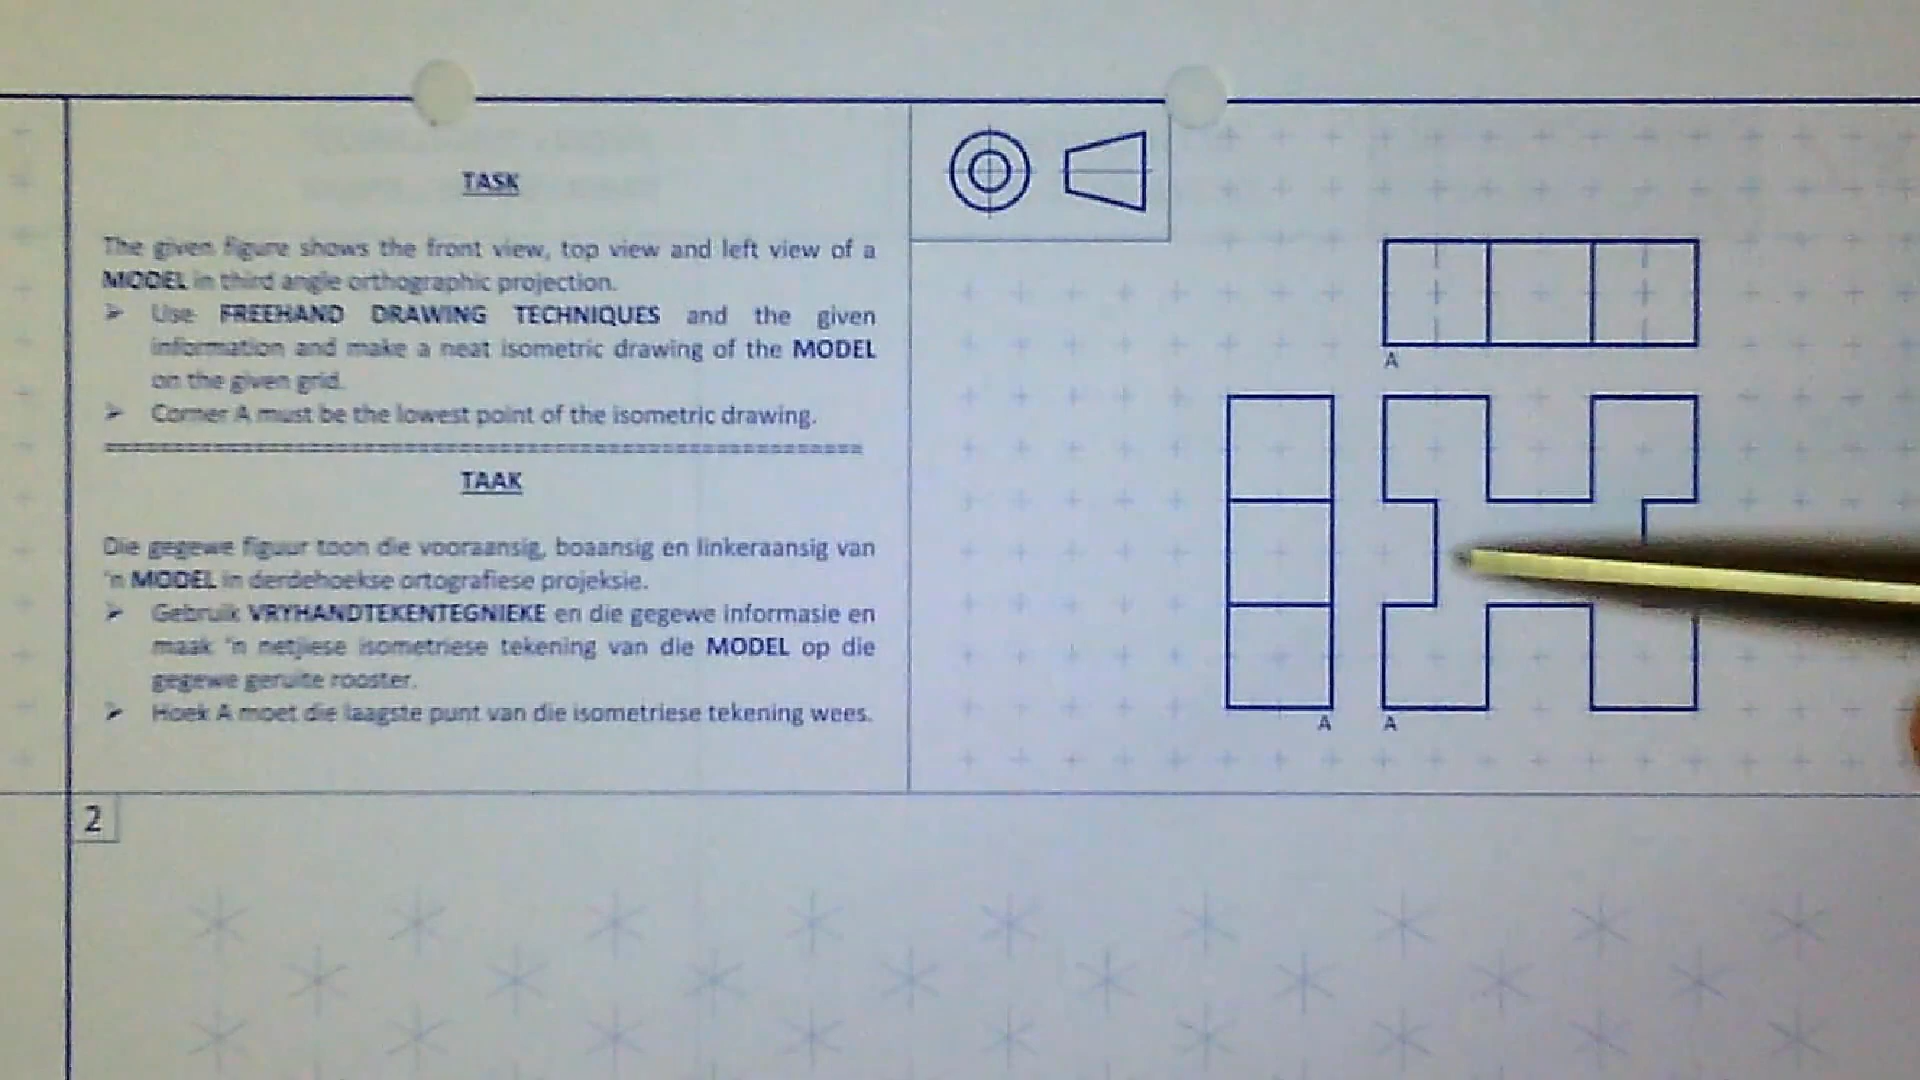 TASK
The given figure shows the front view, top view and left view of a
MODEL in third angle orthographic projection.
➢ Use FREEHAND DRAWING TECHNIQUES and the given
information and make a neat isometric drawing of the MODEL
on the given grid.
➢ Corner A must be the lowest point of the isometric drawing.
TAAK
Die gegewe figuur toon die vooraansig, boaansig en linkeraansig van
'n MODEL in derdehoekse ortografiese projeksie.
➢ Gebruik VRYHANDTEKENTEGNIEKE en die gegewe informasie en
maak 'n netjiese isometriese tekening van die MODEL op die
gegewe geruite rooster.
➢ Hoek A moet die laagste punt van die isometriese tekening wees.
A
A
A
2